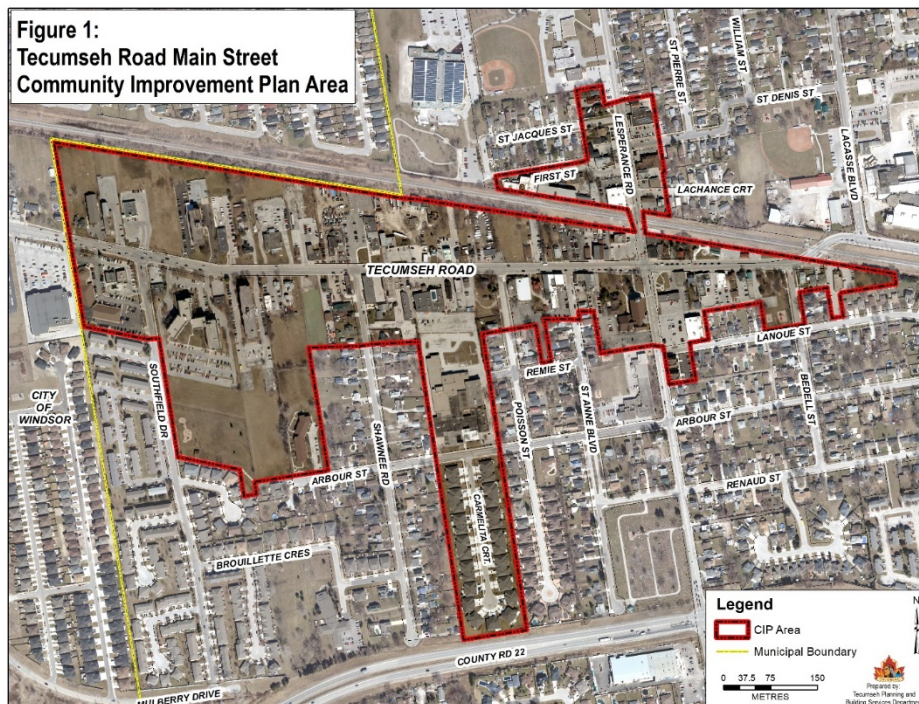 Figure 1:
Tecumseh Road Main Street
Community Improvement Plan Area
WILLIAM ST
ST PIERRE ST
ST DENIS ST
LACASSE BLVD
ST JACQUES ST
LESPERANCE RD
FIRST ST
LACHANCE CRT
TECUMSEH ROAD
LANOUE ST
REMIE ST
BEDELL ST
CITY
OF
WINDSOR
SOUTHFIELD DR
SHAWNEE RD
POISSON ST
ST ANNE BLVD
ARBOUR ST
ARBOUR ST
RENAUD ST
CARMELITA CRT.
BROUILLETTE CRES
COUNTY RD 22
MULBERRY DRIVE
Legend
CIP Area
Municipal Boundary
0 37.5 75 150
METRES
N
Prepared by:
Tecumseh Planning and
Building Services Department